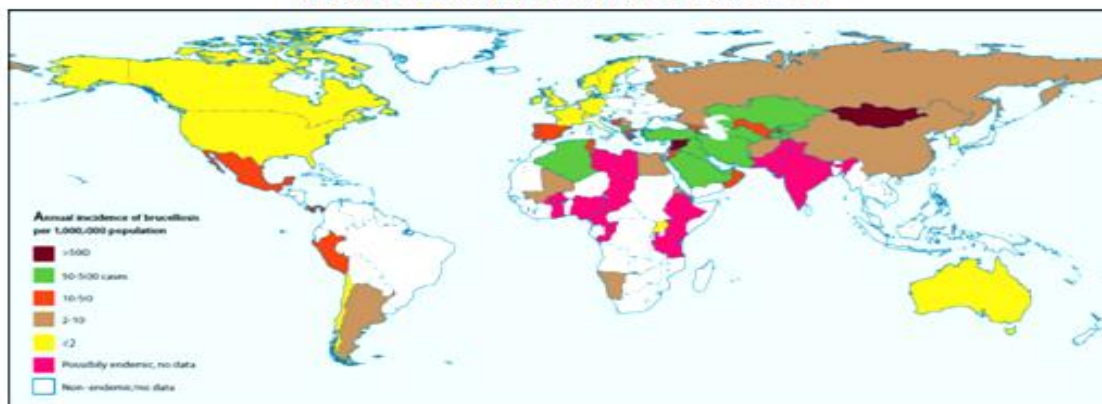 Annual incidence of brucellosis
per 1,000,000 population
>500
50-500 cases
10-50
2-10
<2
Possibily endemic, no data
Non-endemic/no data